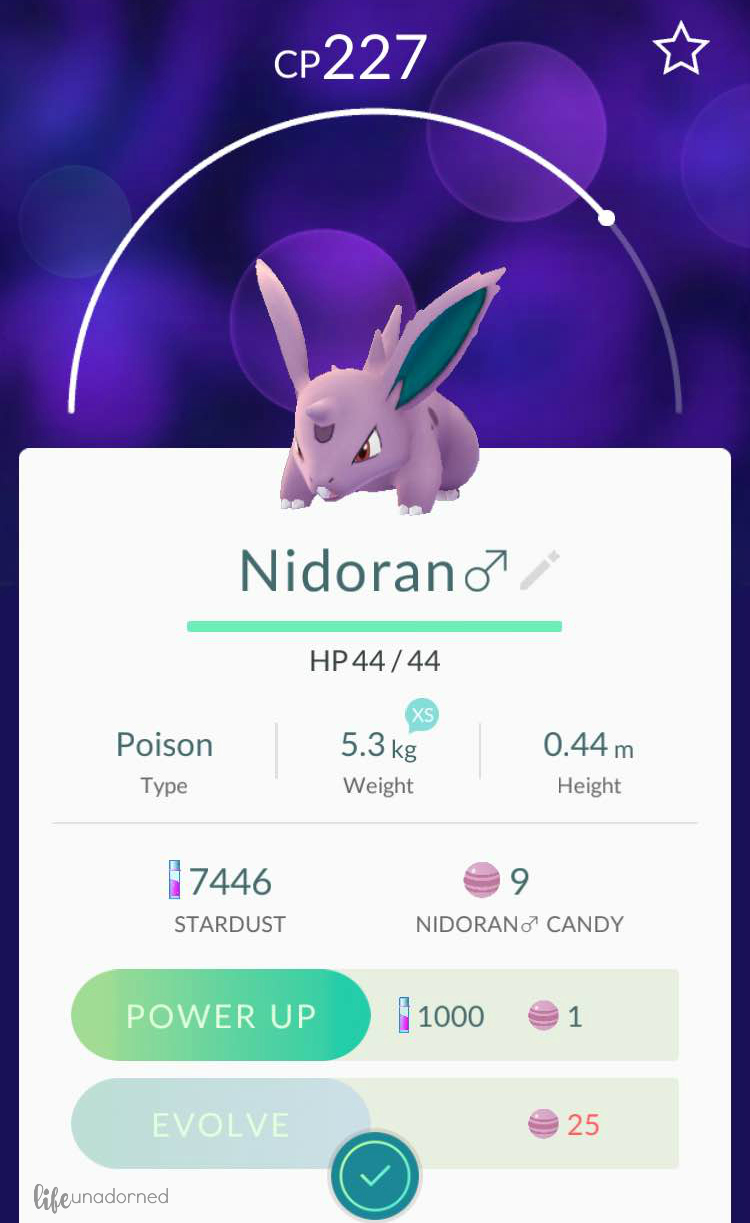 CP227
Nidoran♂
HP 44 / 44
XS
Poison 5.3 kg 0.44 m
Type Weight Height
7446 9
STARDUST NIDORAN♂ CANDY
POWER UP 1000 1
EVOLVE 25
lifeunadorned